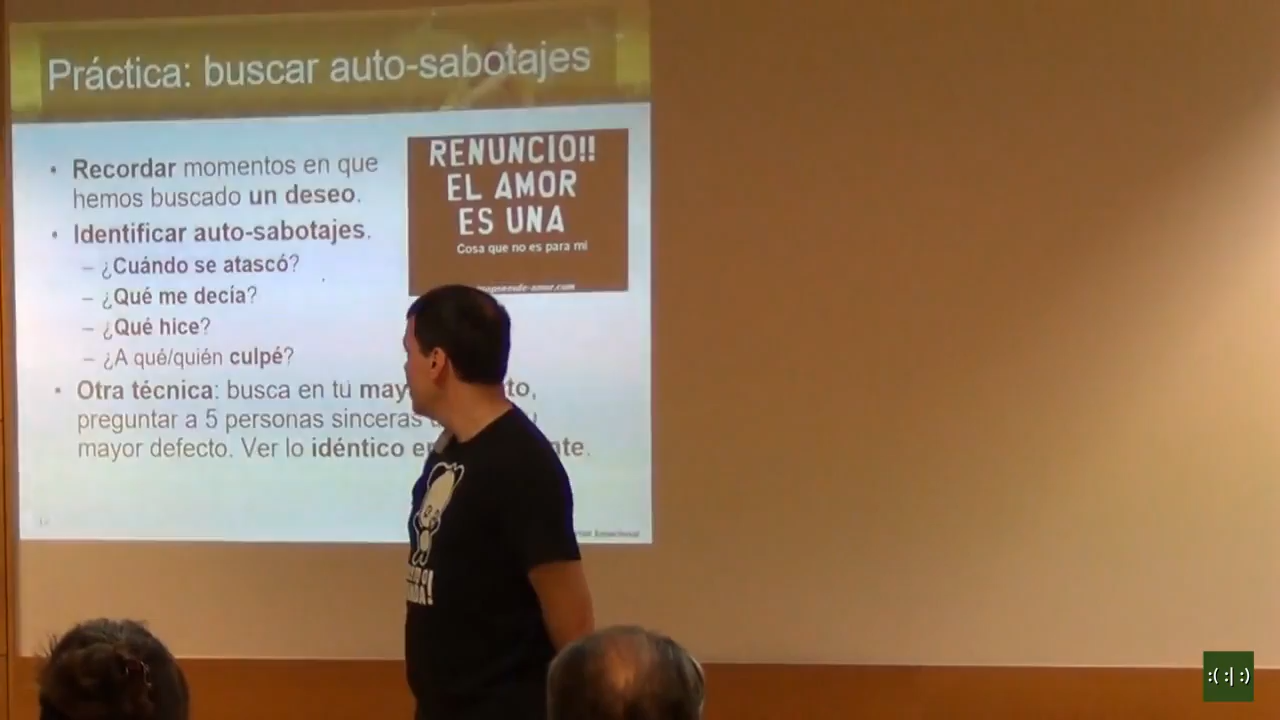 Práctica: buscar auto-sabotajes
• Recordar momentos en que
hemos buscado un deseo.
• Identificar auto-sabotajes.
– ¿Cuándo se atascó?
– ¿Qué me decía?
– ¿Qué hice?
– ¿A qué/quién culpé?
• Otra técnica: busca en tu
preguntar a 5 personas sinceras
mayor defecto. Ver lo idéntico
RENUNCIO!!
EL AMOR
ES UNA
Cosa que no es para mi
:( :| :)